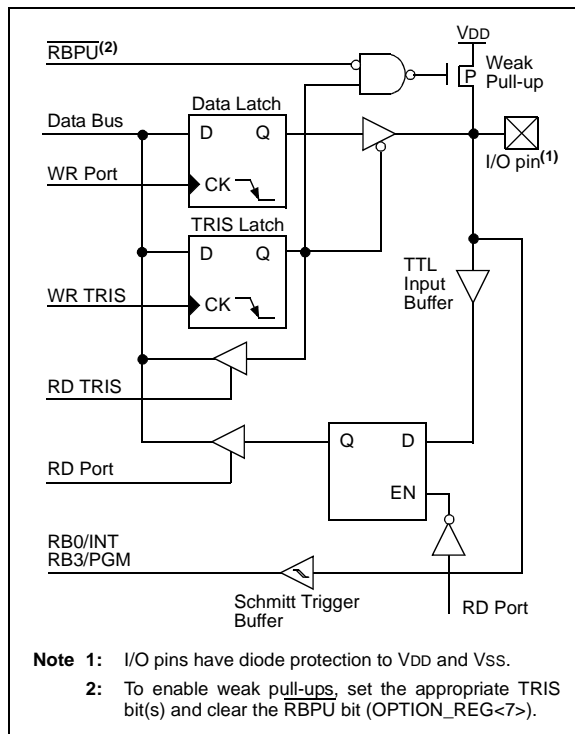 VDD
RBPU(2)
Weak
Pull-up
P
Data Latch
Data Bus
D Q
I/O pin(1)
WR Port
CK
TRIS Latch
D Q
TTL
Input
Buffer
WR TRIS
CK
RD TRIS
Q D
RD Port
EN
RB0/INT
RB3/PGM
Schmitt Trigger
Buffer
RD Port
Note 1: I/O pins have diode protection to VDD and VSS.
2: To enable weak pull-ups, set the appropriate TRIS
bit(s) and clear the RBPU bit (OPTION_REG<7>).